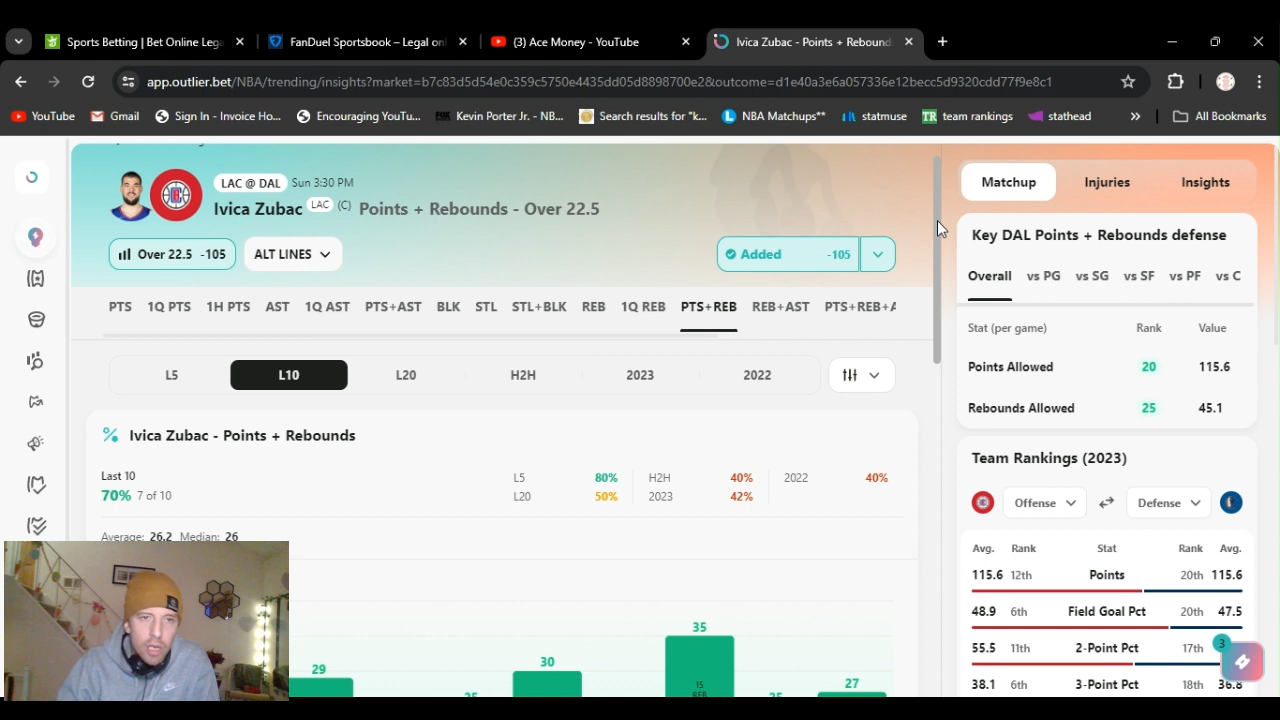 Sports Betting | Bet Online Lega
FanDuel Sportsbook – Legal onl
(3) Ace Money - YouTube
Ivica Zubac - Points + Rebound
app.outlier.bet/NBA/trending/insights?market=b7c83d5d54e0c359c5750e4435dd05d8898700e2&outcome=d1e40a3e6a057336e12becc5d9320cdd77f9e8c1
YouTube
Gmail
Sign In - Invoice Ho...
Encouraging YouTu...
Kevin Porter Jr. - NB...
Search results for "k...
NBA Matchups**
statmuse
TR team rankings
stathead
»
All Bookmarks
LAC @ DAL Sun 3:30 PM
Ivica Zubac LAC (C) Points + Rebounds - Over 22.5
Over 22.5 -105
ALT LINES
Added -105
PTS 1Q PTS 1H PTS AST 1Q AST PTS+AST BLK STL STL+BLK REB 1Q REB PTS+REB REB+AST PTS+REB+A
L5 L10 L20 H2H 2023 2022
Ivica Zubac - Points + Rebounds
Last 10
70% 7 of 10
L5 80% H2H 40% 2022 40%
L20 50% 2023 42%
Average: 26.2 Median: 26
29
30
35
15
REB
27
Matchup Injuries Insights
Key DAL Points + Rebounds defense
Overall vs PG vs SG vs SF vs PF vs C
Stat (per game) Rank Value
Points Allowed 20 115.6
Rebounds Allowed 25 45.1
Team Rankings (2023)
Offense Defense
Avg. Rank Stat Rank Avg.
115.6 12th Points 20th 115.6
48.9 6th Field Goal Pct 20th 47.5
55.5 11th 2-Point Pct 17th
3
38.1 6th 3-Point Pct 18th 36.8